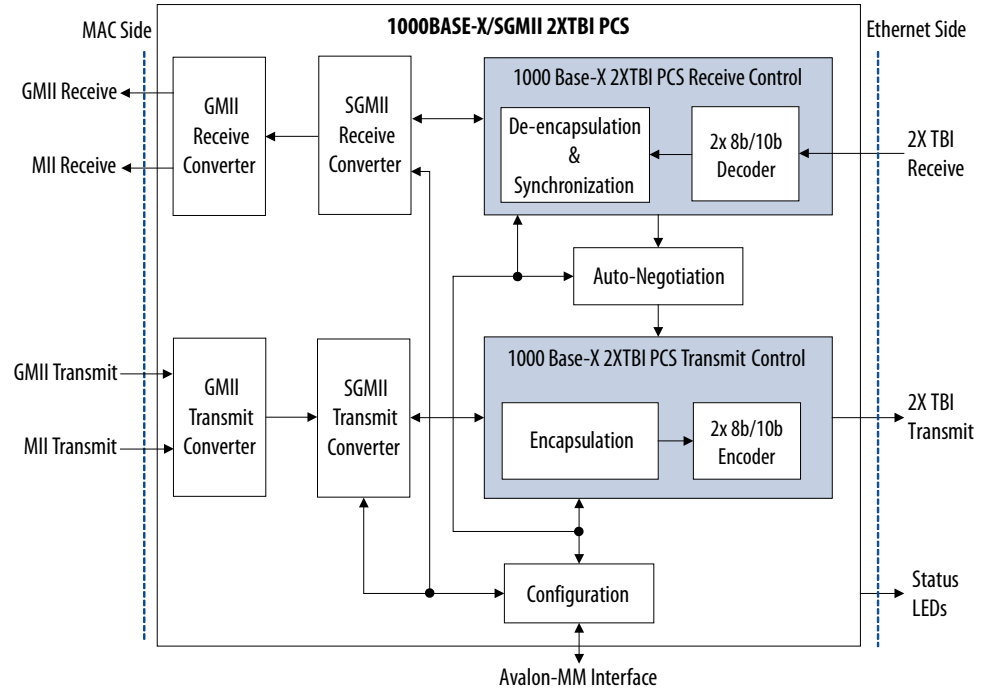 1000BASE-X/SGMII 2XTBI PCS
MAC Side
Ethernet Side
GMII Receive
MII Receive
GMII
Receive
Converter
SGMII
Receive
Converter
1000 Base-X 2XTBI PCS Receive Control
De-encapsulation
&
Synchronization
2x 8b/10b
Decoder
2X TBI
Receive
Auto-Negotiation
GMII Transmit
MII Transmit
GMII
Transmit
Converter
SGMII
Transmit
Converter
1000 Base-X 2XTBI PCS Transmit Control
Encapsulation
2x 8b/10b
Encoder
2X TBI
Transmit
Configuration
Status
LEDs
Avalon-MM Interface